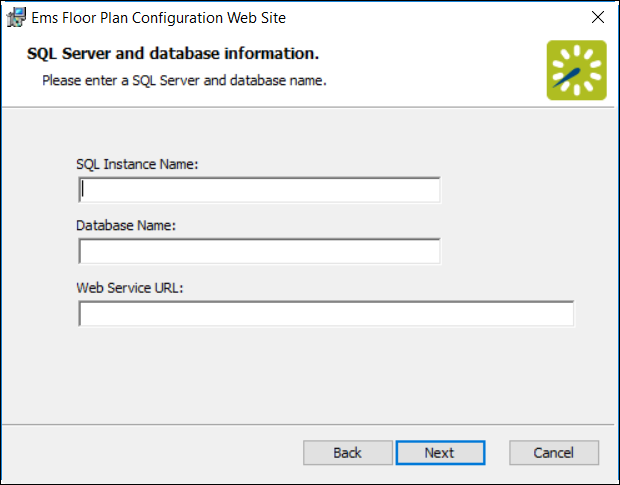 Ems Floor Plan Configuration Web Site
SQL Server and database information.
Please enter a SQL Server and database name.
SQL Instance Name:
Database Name:
Web Service URL:
Back Next Cancel